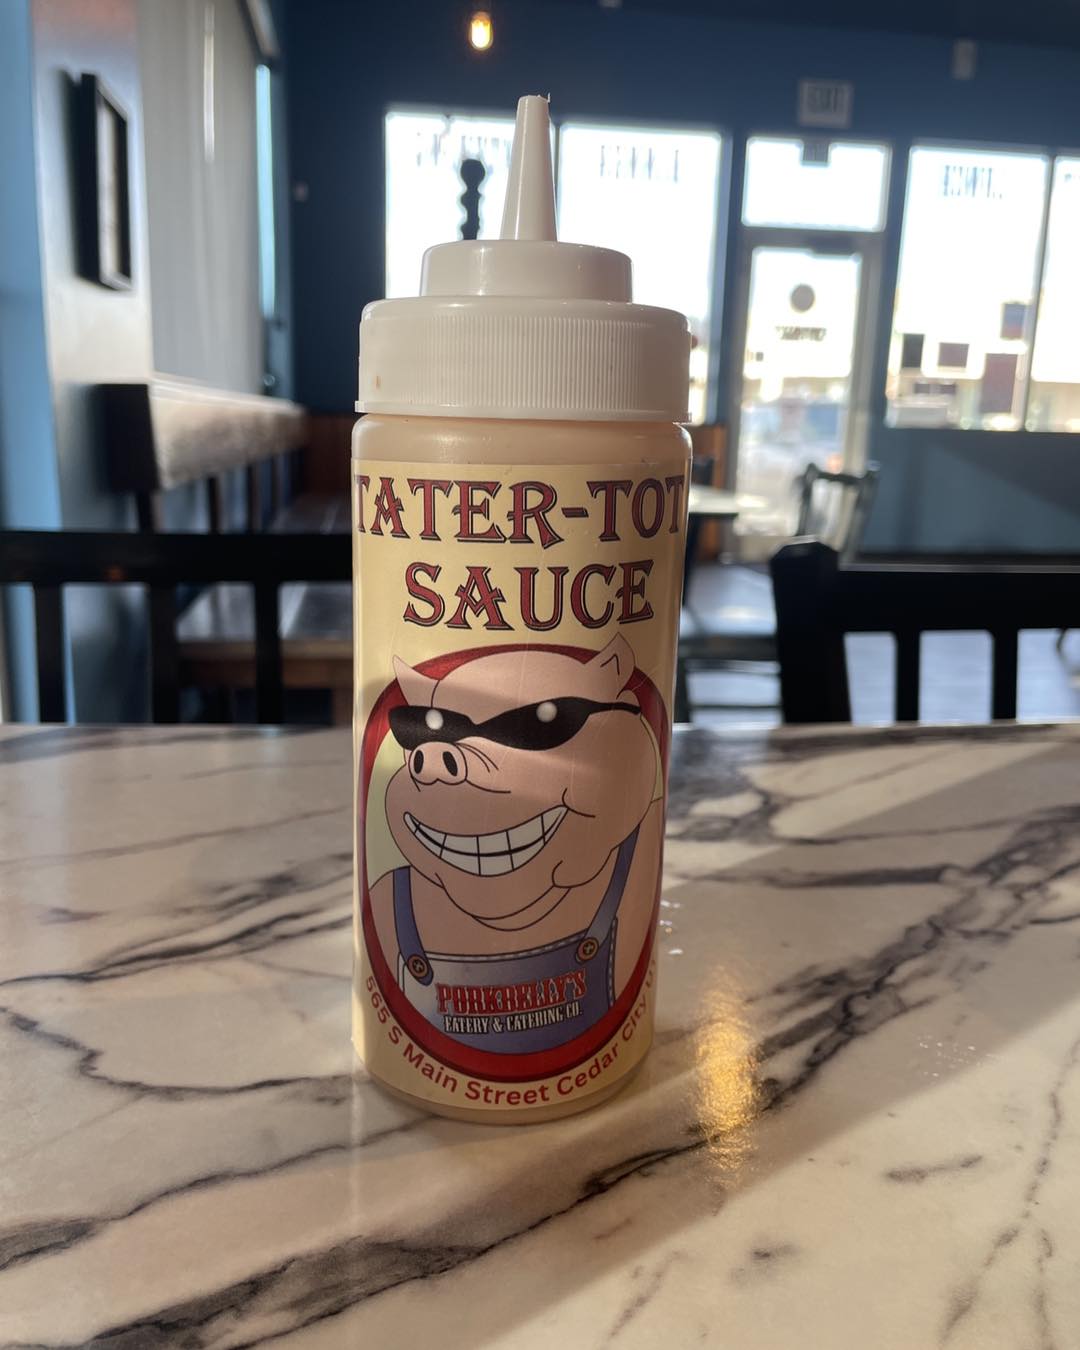 TATER-TOT
SAUCE
PORKBELLY'S
EATERY & CATERING CO.
565 S Main Street Cedar City U